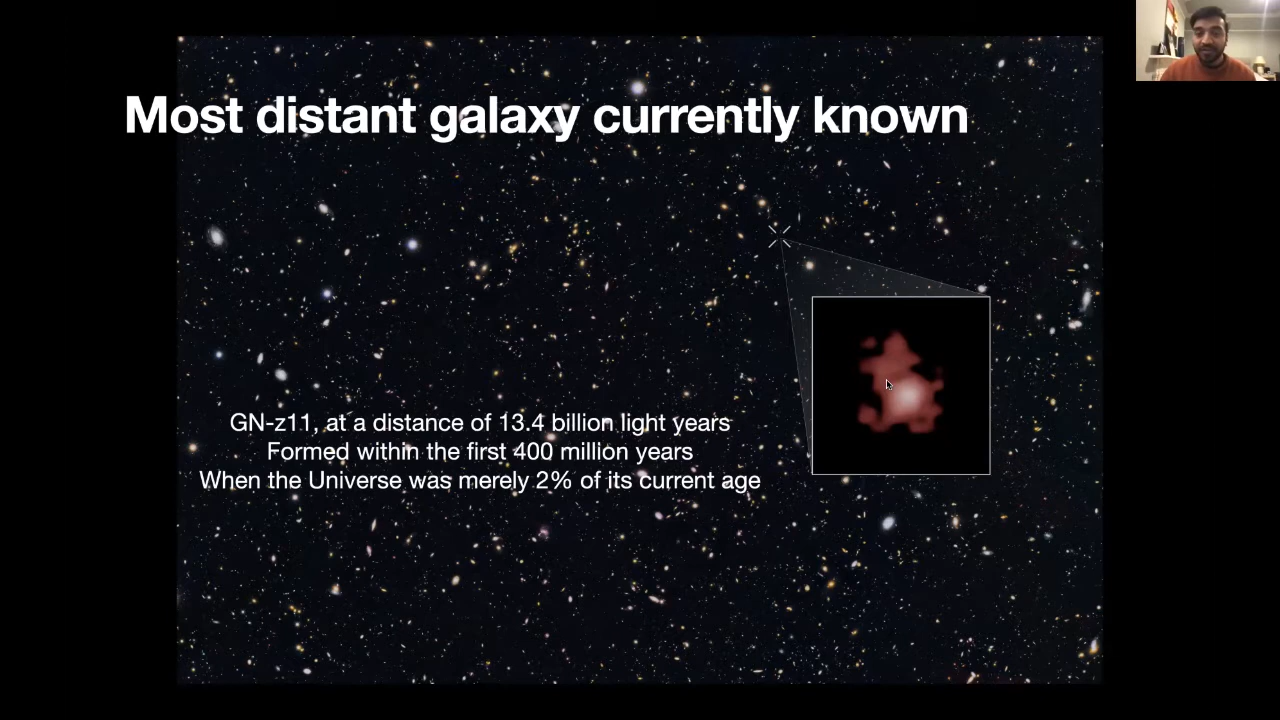 Most distant galaxy currently known
GN-z11, at a distance of 13.4 billion light years
Formed within the first 400 million years
When the Universe was merely 2% of its current age